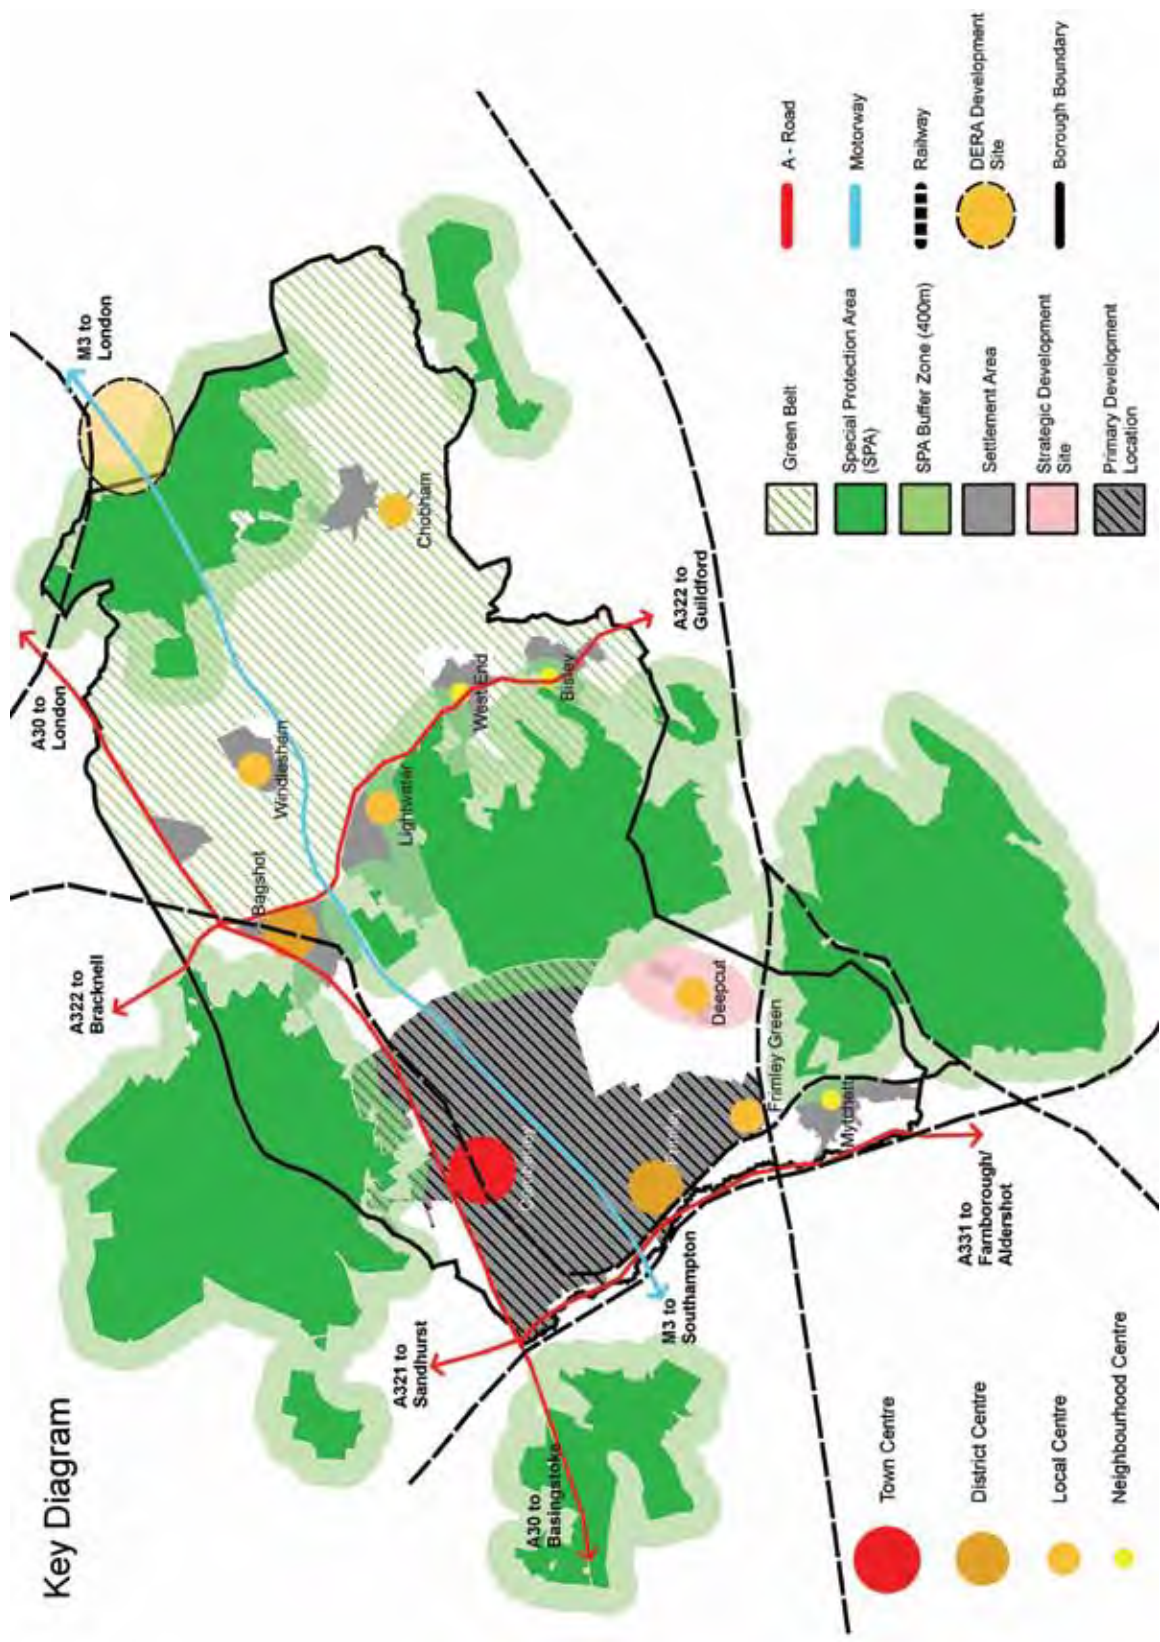 Key Diagram
A30 to
Basingstoke
A321 to
Sandhurst
M3 to
Southampton
A331 to
Farnborough/
Aldershot
A322 to
Bracknell
A30 to
London
M3 to
London
A322 to
Guildford
Camberley
Frimley
Frimley Green
Mytchett
Deepcut
Bagshot
Windlesham
Lightwater
West End
Bisley
Chobham
Town Centre
District Centre
Local Centre
Neighbourhood Centre
Green Belt
Special Protection Area
(SPA)
SPA Buffer Zone (400m)
Settlement Area
Strategic Development
Site
Primary Development
Location
A - Road
Motorway
Railway
DERA Development
Site
Borough Boundary